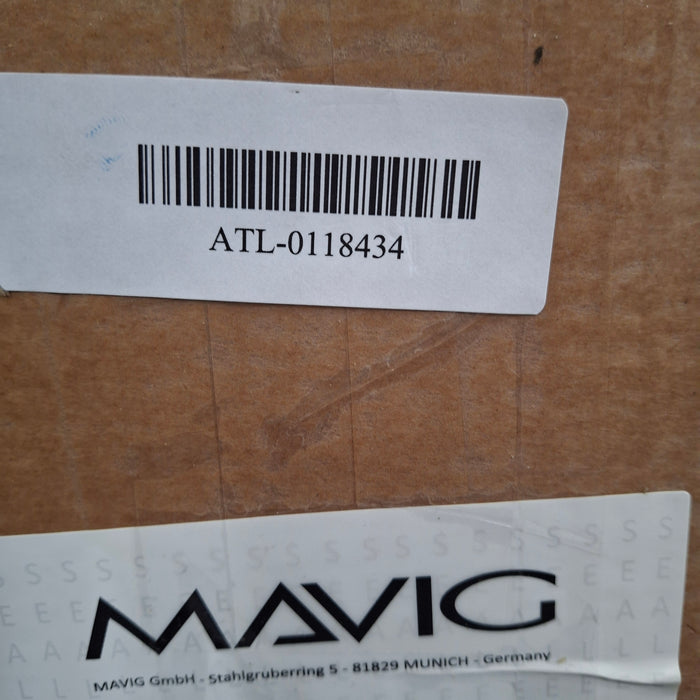 ATL-0118434
S S S S S S S S S S S S S S S S S S
MAVIG
MAVIG GmbH - Stahlgruberring 5 - 81829 MUNICH - Germany